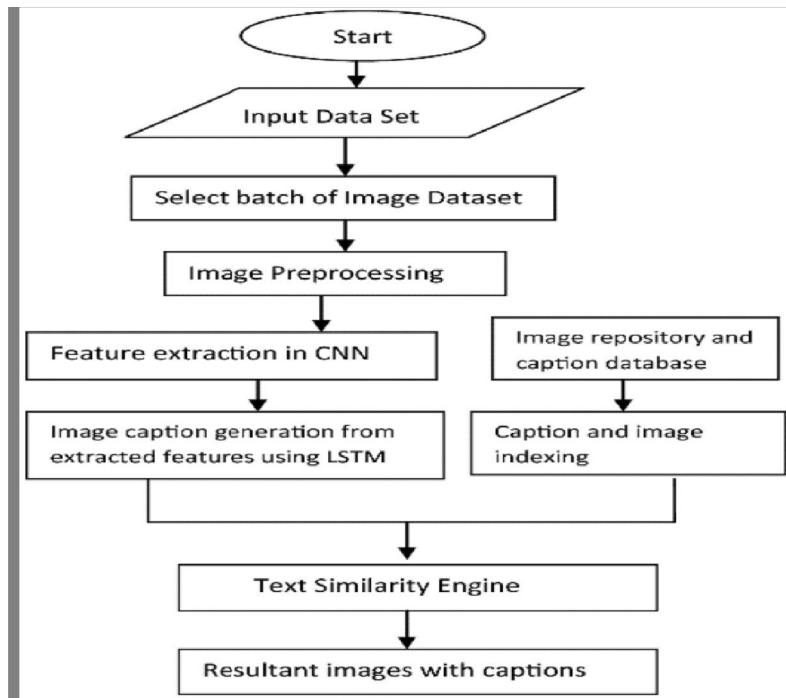 Start
Input Data Set
Select batch of Image Dataset
Image Preprocessing
Feature extraction in CNN
Image repository and
caption database
Image caption generation from
extracted features using LSTM
Caption and image
indexing
Text Similarity Engine
Resultant images with captions